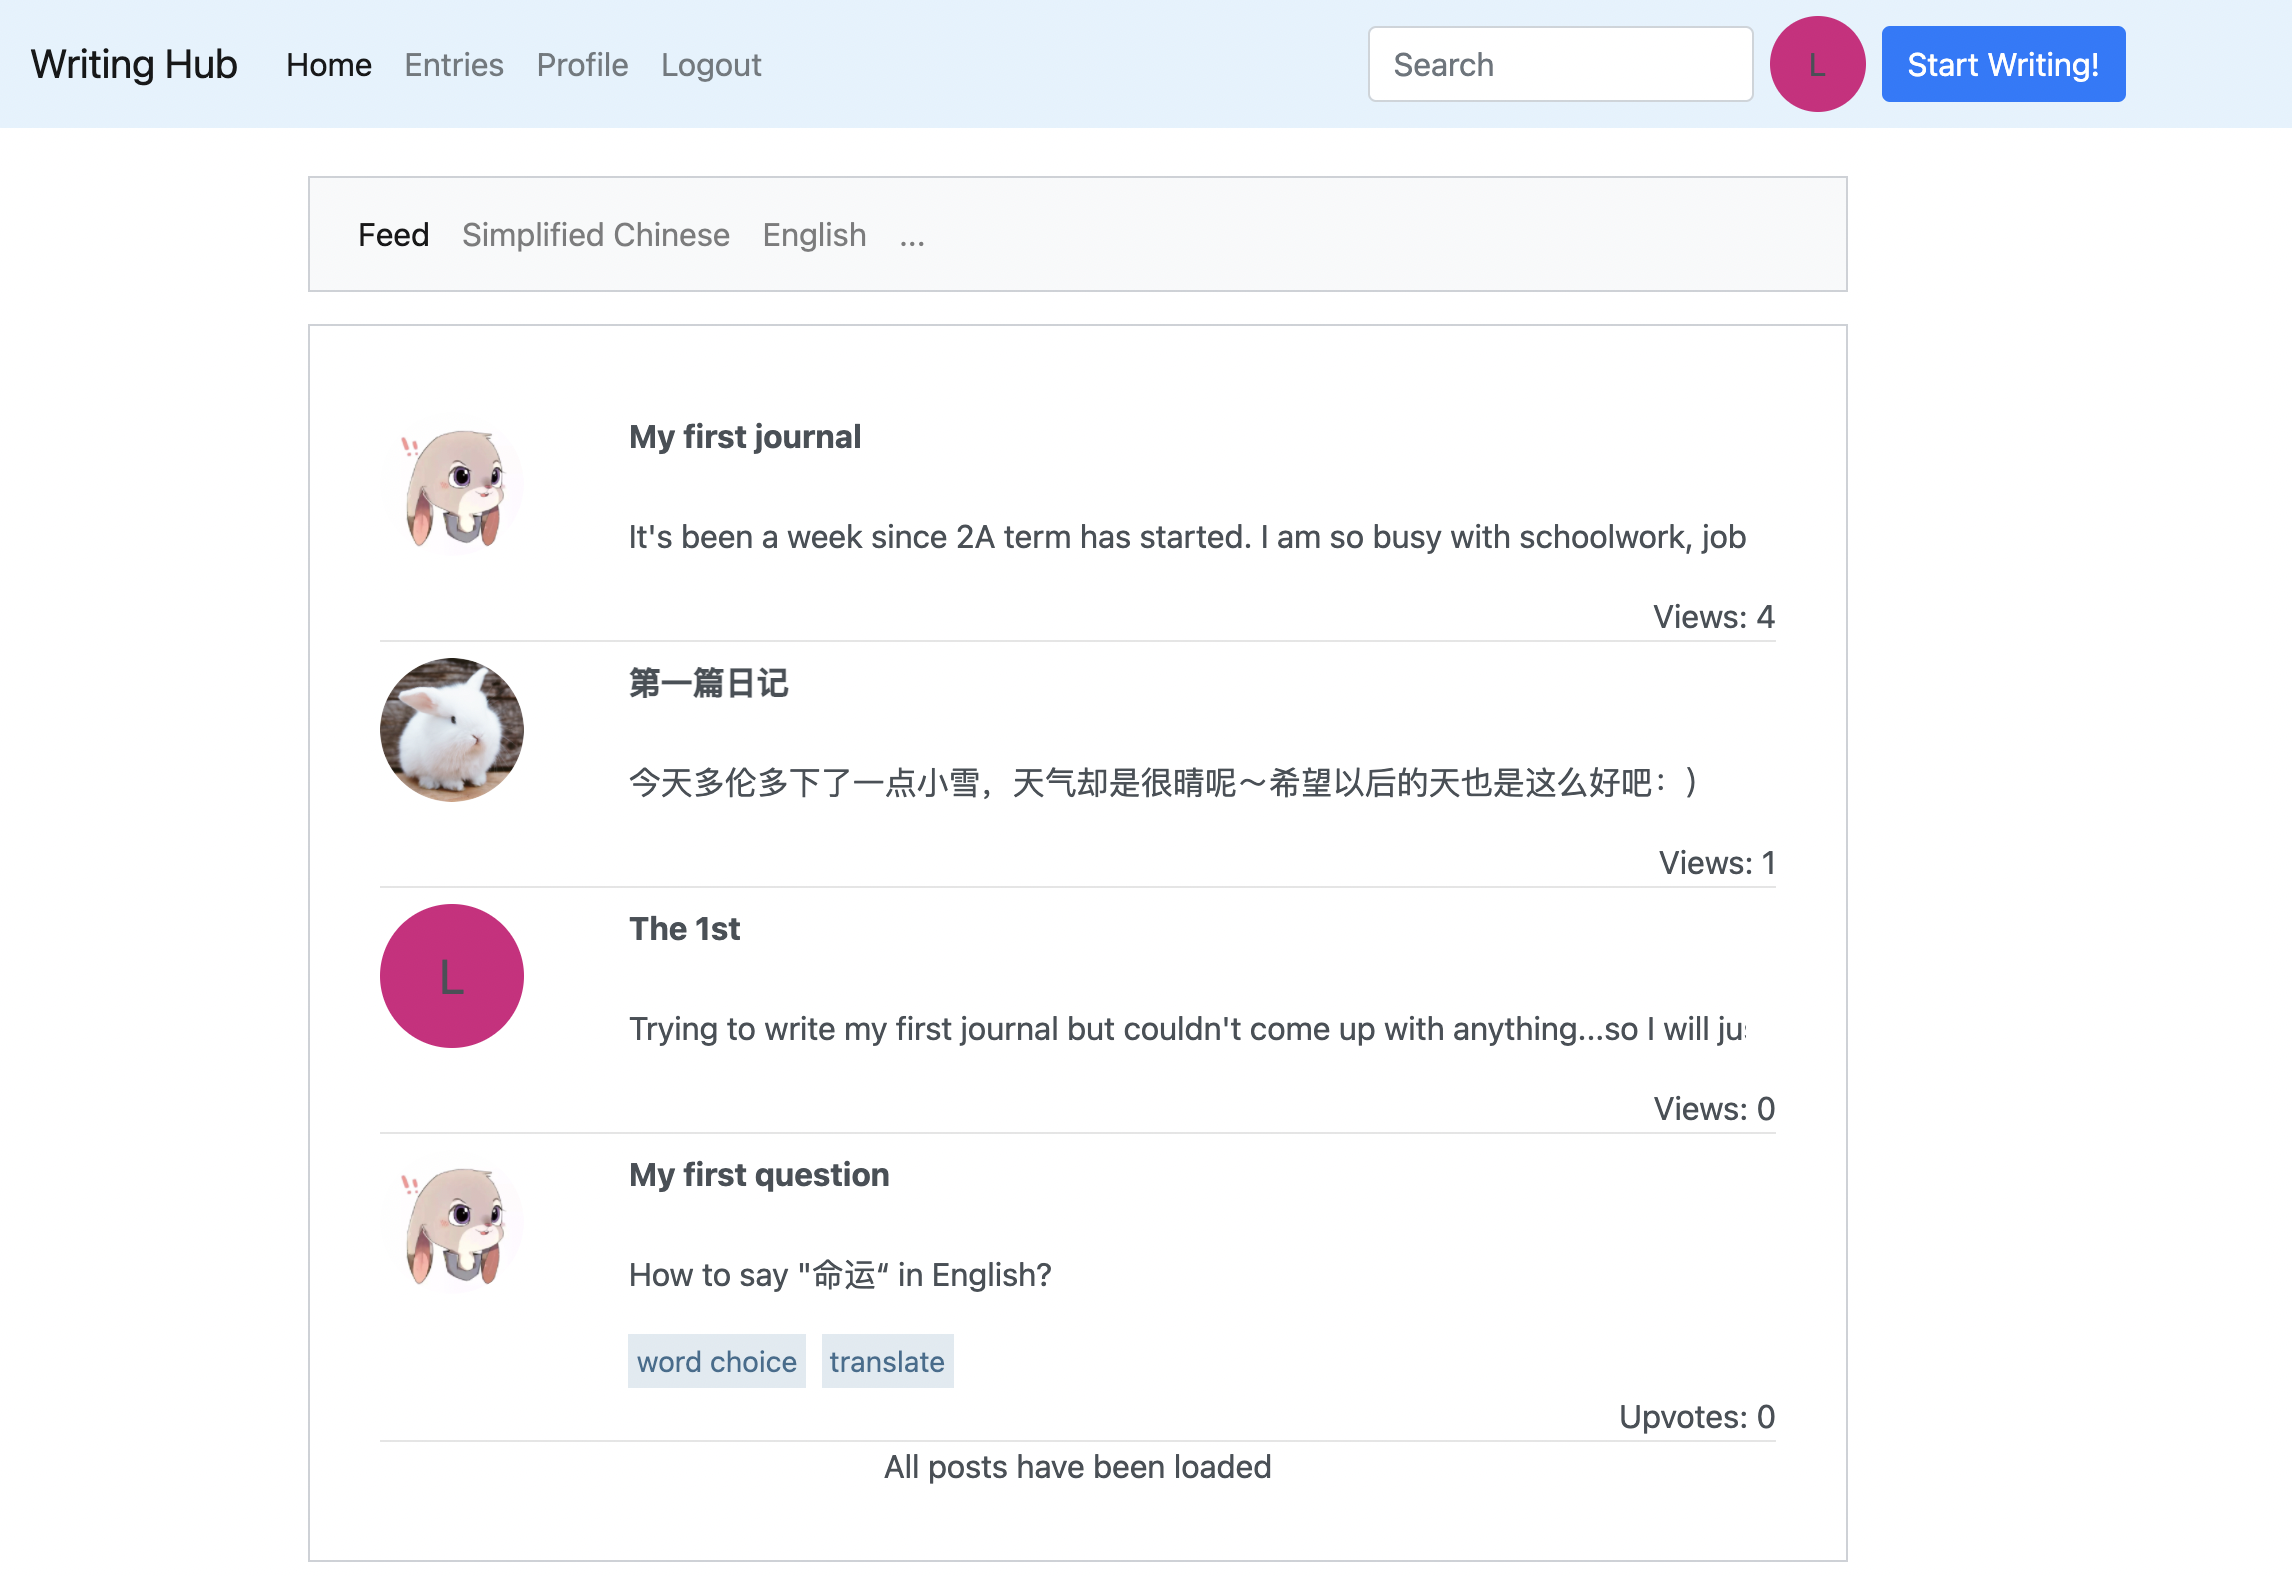 Writing Hub Home Entries Profile Logout Search L Start Writing!
Feed Simplified Chinese English ...
My first journal
It's been a week since 2A term has started. I am so busy with schoolwork, job
Views: 4
第一篇日记
今天多伦多下了一点小雪，天气却是很晴呢～希望以后的天也是这么好吧：）
Views: 1
The 1st
L
Trying to write my first journal but couldn't come up with anything...so I will
Views: 0
My first question
How to say "命运“ in English?
word choice translate
Upvotes: 0
All posts have been loaded